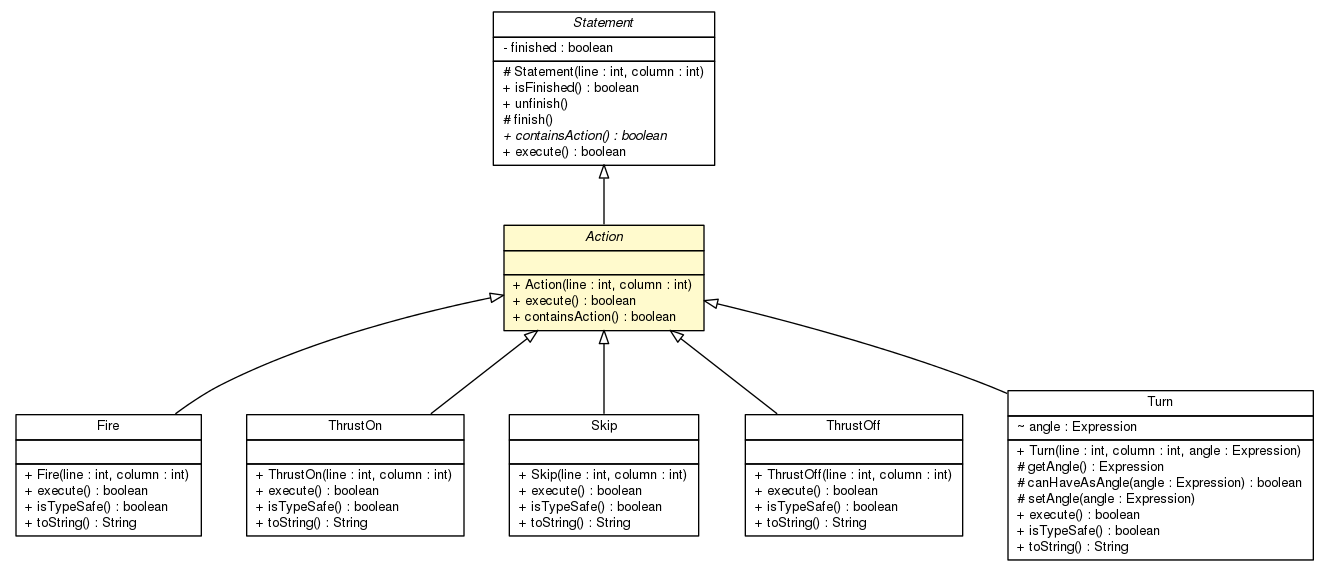 Statement
- finished : boolean
# Statement(line : int, column : int)
+ isFinished() : boolean
+ unfinish()
# finish()
+ containsAction() : boolean
+ execute() : boolean
Action
+ Action(line : int, column : int)
+ execute() : boolean
+ containsAction() : boolean
Fire
+ Fire(line : int, column : int)
+ execute() : boolean
+ isTypeSafe() : boolean
+ toString() : String
ThrustOn
+ ThrustOn(line : int, column : int)
+ execute() : boolean
+ isTypeSafe() : boolean
+ toString() : String
Skip
+ Skip(line : int, column : int)
+ execute() : boolean
+ isTypeSafe() : boolean
+ toString() : String
ThrustOff
+ ThrustOff(line : int, column : int)
+ execute() : boolean
+ isTypeSafe() : boolean
+ toString() : String
Turn
~ angle : Expression
+ Turn(line : int, column : int, angle : Expression)
# getAngle() : Expression
# canHaveAsAngle(angle : Expression) : boolean
# setAngle(angle : Expression)
+ execute() : boolean
+ isTypeSafe() : boolean
+ toString() : String